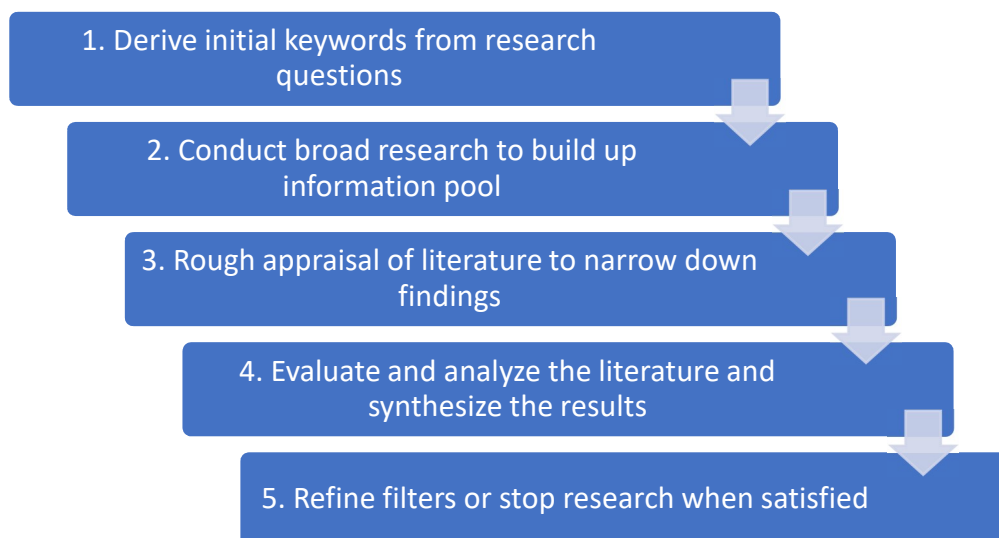 1. Derive initial keywords from research
questions
2. Conduct broad research to build up
information pool
3. Rough appraisal of literature to narrow down
findings
4. Evaluate and analyze the literature and
synthesize the results
5. Refine filters or stop research when satisfied